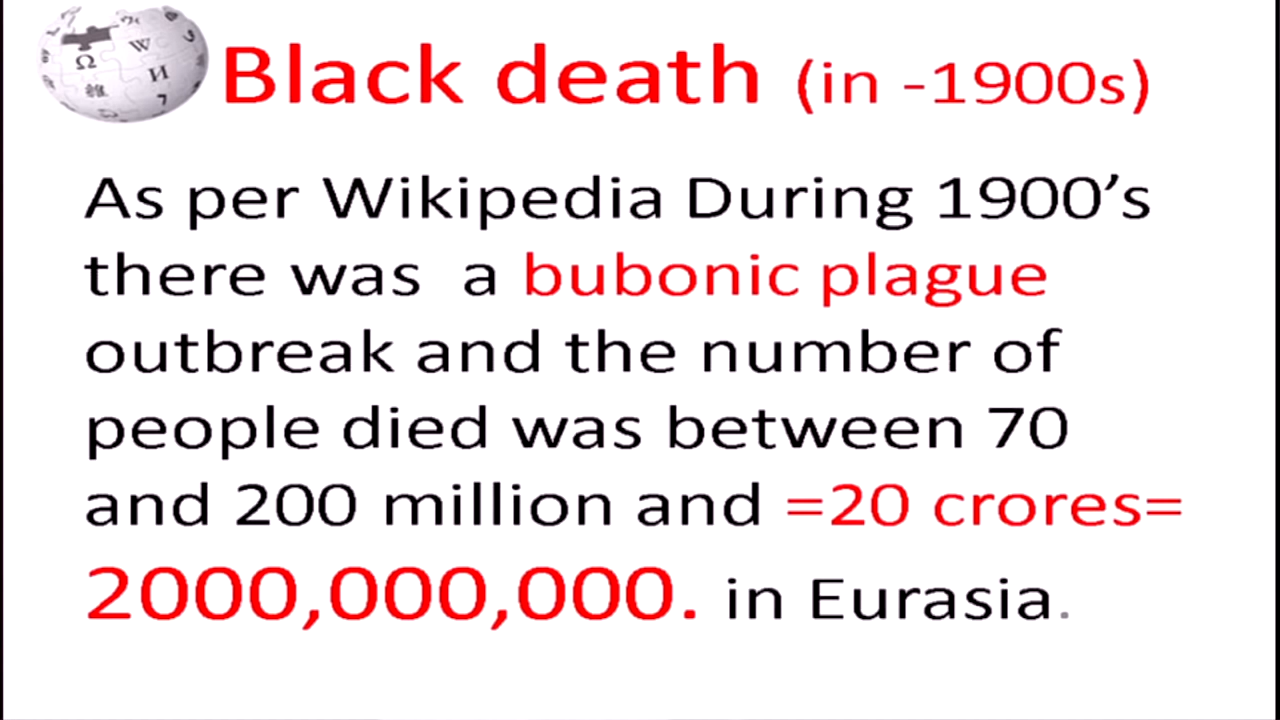 Black death (in -1900s)
As per Wikipedia During 1900’s
there was a bubonic plague
outbreak and the number of
people died was between 70
and 200 million and =20 crores=
2000,000,000. in Eurasia.
Ω W И
7